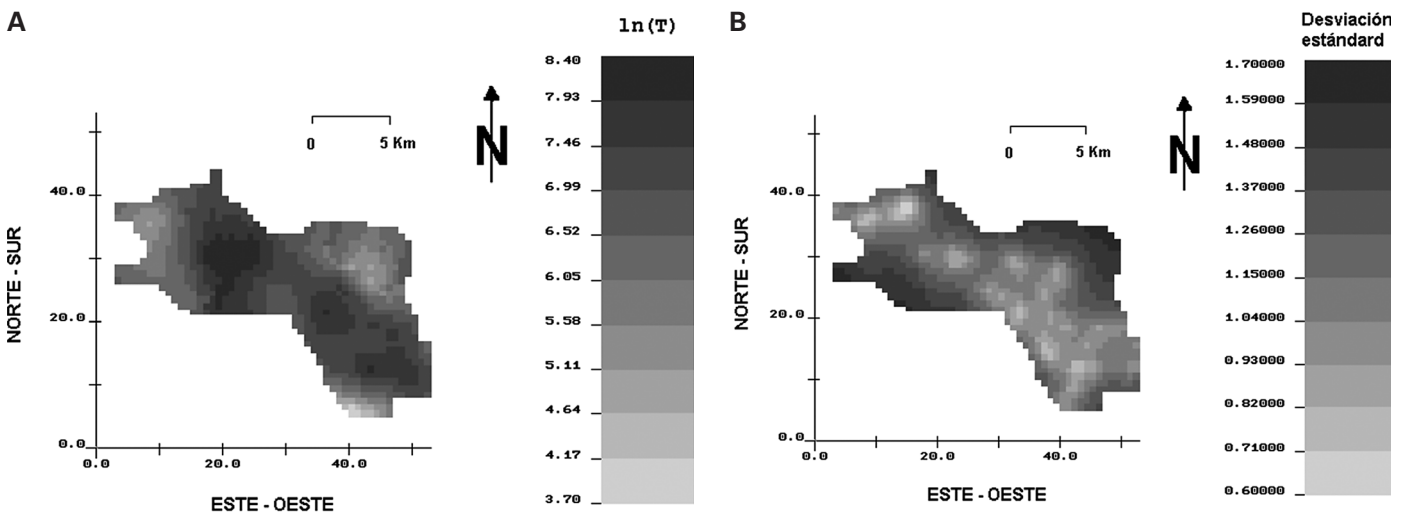 A
ln(T)
8.40
7.93
7.46
6.99
6.52
6.05
5.58
5.11
4.64
4.17
3.70
N
0 5 Km
NORTE - SUR
40.0
20.0
0.0
0.0 20.0 40.0
ESTE - OESTE
B
Desviación
estándard
1.70000
1.59000
1.48000
1.37000
1.26000
1.15000
1.04000
0.93000
0.82000
0.71000
0.60000
N
0 5 Km
NORTE - SUR
40.0
20.0
0.0
0.0 20.0 40.0
ESTE - OESTE